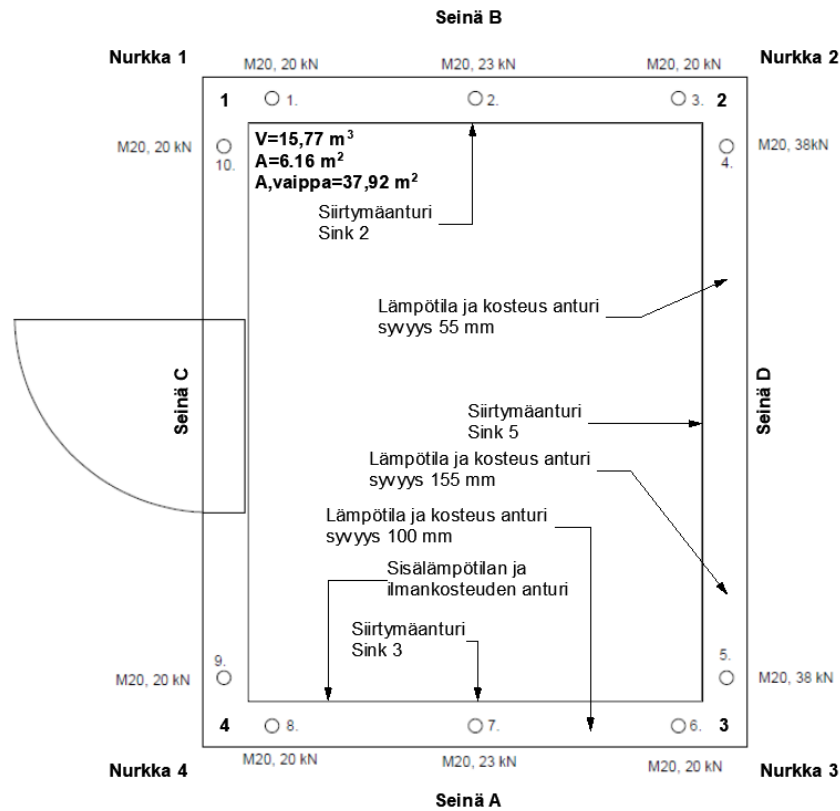 Seinä B
Nurkka 1
Nurkka 2
M20, 20 kN
M20, 23 kN
M20, 20 kN
1
1.
2.
3.
2
M20, 20 kN
10.
V=15,77 m³
A=6.16 m²
A,vaippa=37,92 m²
4.
M20, 38kN
Siirtymäanturi
Sink 2
Lämpötila ja kosteus anturi
syvyys 55 mm
Seinä C
Seinä D
Siirtymäanturi
Sink 5
Lämpötila ja kosteus anturi
syvyys 155 mm
Lämpötila ja kosteus anturi
syvyys 100 mm
Sisälämpötilan ja
ilmankosteuden anturi
Siirtymäanturi
Sink 3
9.
M20, 20 kN
5.
M20, 38 kN
4
8.
7.
6.
3
M20, 20 kN
M20, 23 kN
M20, 20 kN
Nurkka 4
Nurkka 3
Seinä A